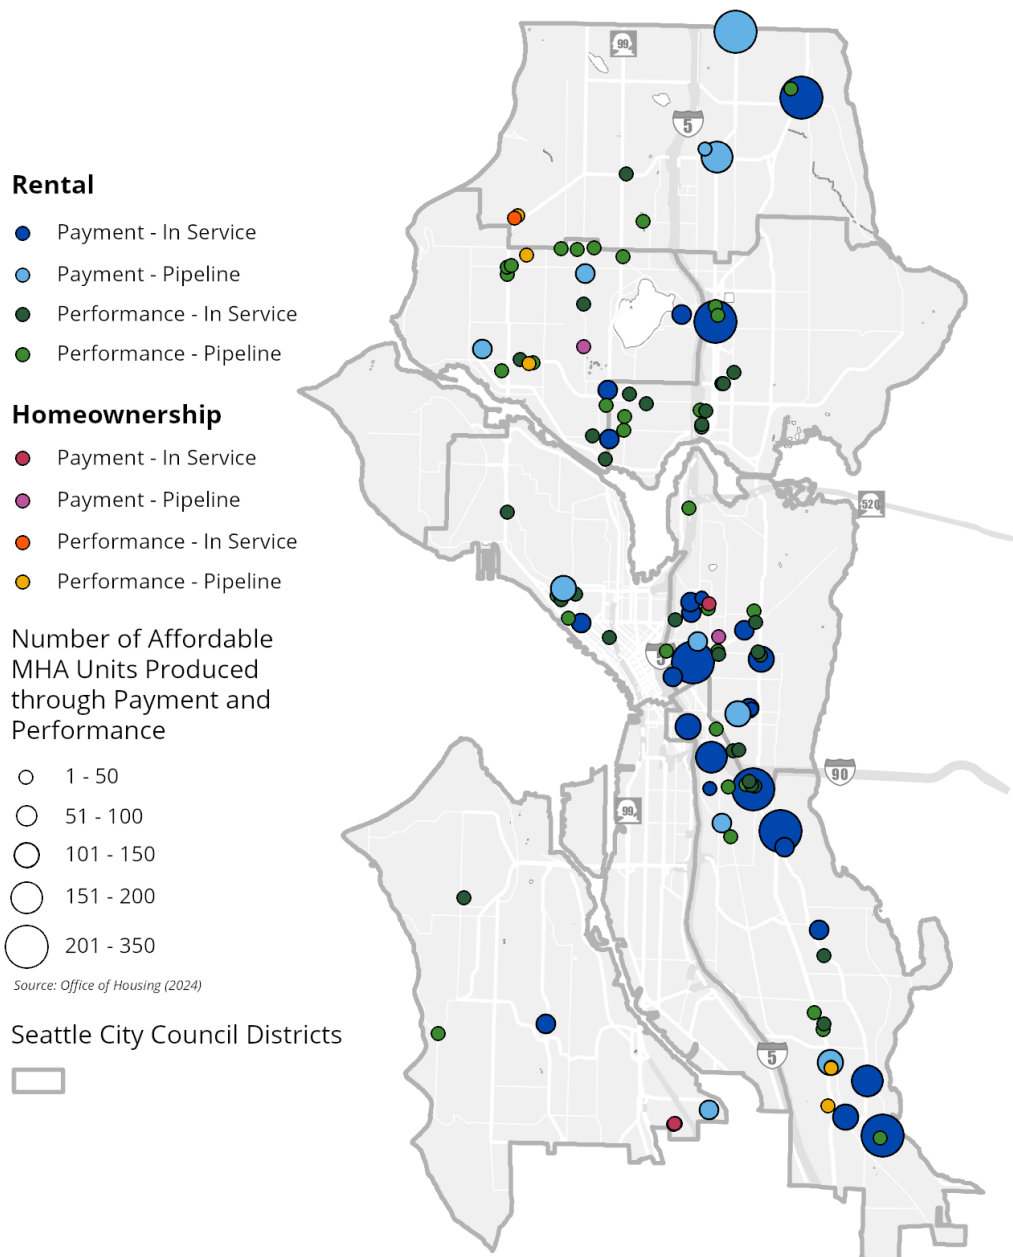 Rental
Payment - In Service
Payment - Pipeline
Performance - In Service
Performance - Pipeline
Homeownership
Payment - In Service
Payment - Pipeline
Performance - In Service
Performance - Pipeline
Number of Affordable
MHA Units Produced
through Payment and
Performance
1 - 50
51 - 100
101 - 150
151 - 200
201 - 350
Source: Office of Housing (2024)
Seattle City Council Districts
99
5
520
5
90
99
5